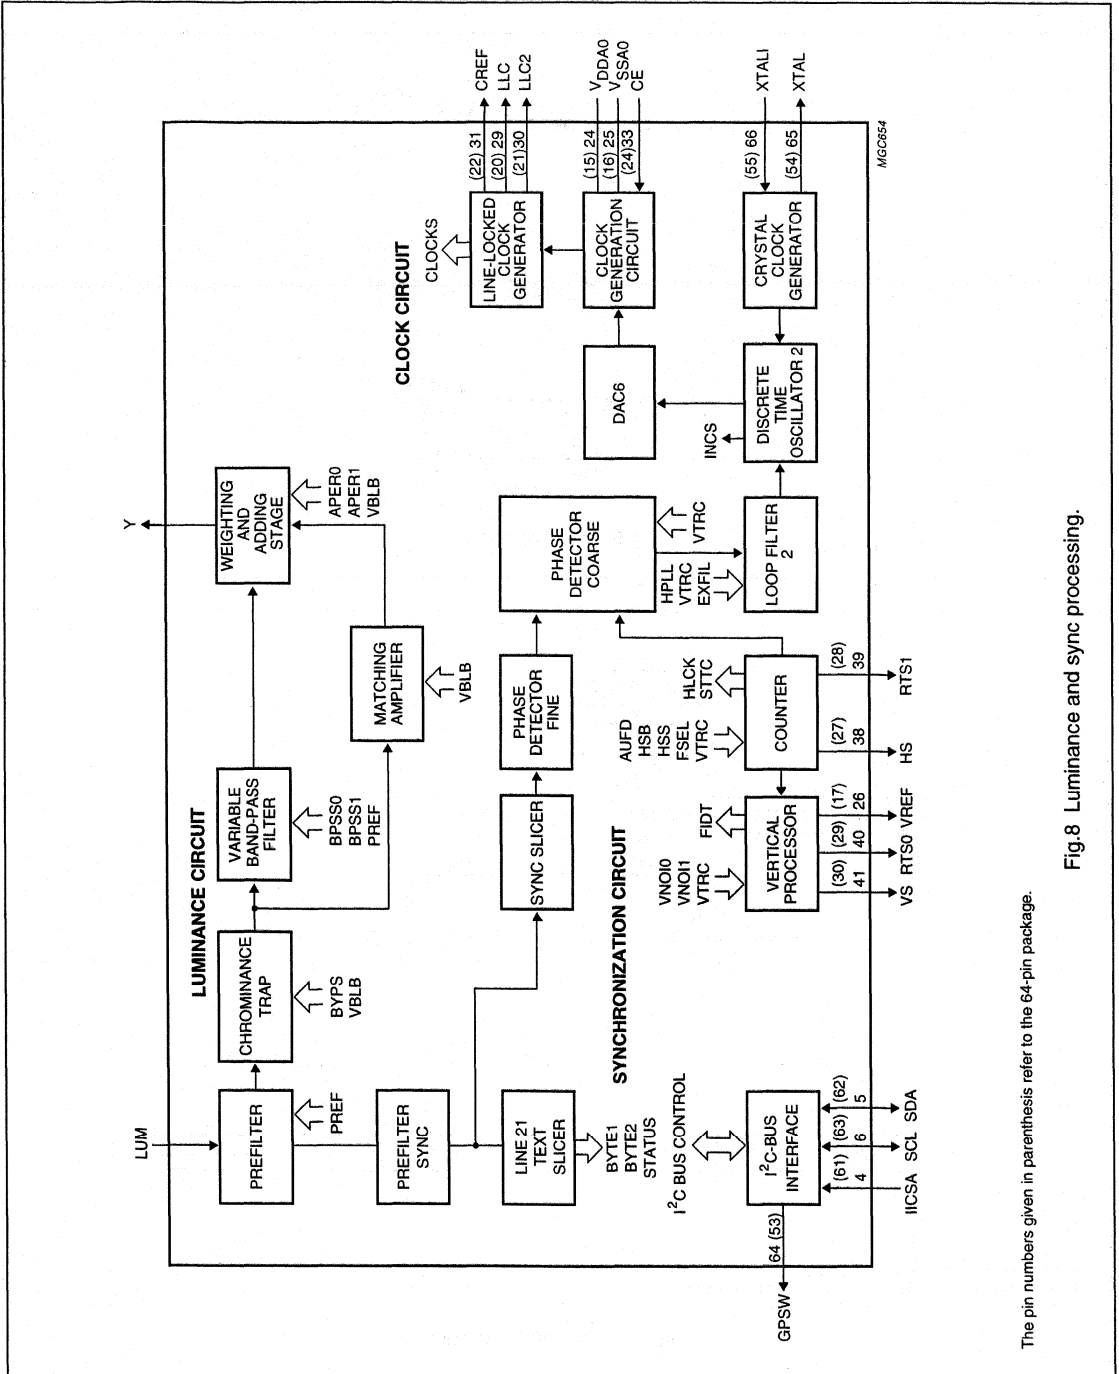 LUM
Y
LUMINANCE CIRCUIT
PREFILTER
PREF
CHROMINANCE
TRAP
BYPS
VBLB
VARIABLE
BAND-PASS
FILTER
BPSS0
BPSS1
PREF
MATCHING
AMPLIFIER
VBLB
WEIGHTING
AND
ADDING
STAGE
APER0
APER1
VBLB
CLOCK CIRCUIT
CLOCKS
LINE-LOCKED
CLOCK
GENERATOR
(22) 31
CREF
(20) 29
LLC
(21)30
LLC2
PREFILTER
SYNC
LINE 21
TEXT
SLICER
BYTE1
BYTE2
STATUS
SYNC SLICER
PHASE
DETECTOR
FINE
PHASE
DETECTOR
COARSE
VTRC
HPLL
VTRC
EXFIL
DAC6
CLOCK
GENERATION
CIRCUIT
(15) 24
VDDA0
(16) 25
VSSA0
(24)33
CE
SYNCHRONIZATION CIRCUIT
I2C BUS CONTROL
I2C-BUS
INTERFACE
64 (53)
GPSW
(61)
4
IICSA
(63)
6
SCL
(62)
5
SDA
VNOI0
VNOI1
VTRC
FIDT
VERTICAL
PROCESSOR
(30)
41
VS
(29)
40
RTS0
(17)
26
VREF
AUFD
HSB
HSS
FSEL
VTRC
HLCK
STTC
COUNTER
(27)
38
HS
(28)
39
RTS1
LOOP FILTER
2
INCS
DISCRETE
TIME
OSCILLATOR 2
CRYSTAL
CLOCK
GENERATOR
(55) 66
XTALI
(54) 65
XTAL
MGC654
The pin numbers given in parenthesis refer to the 64-pin package.
Fig.8 Luminance and sync processing.